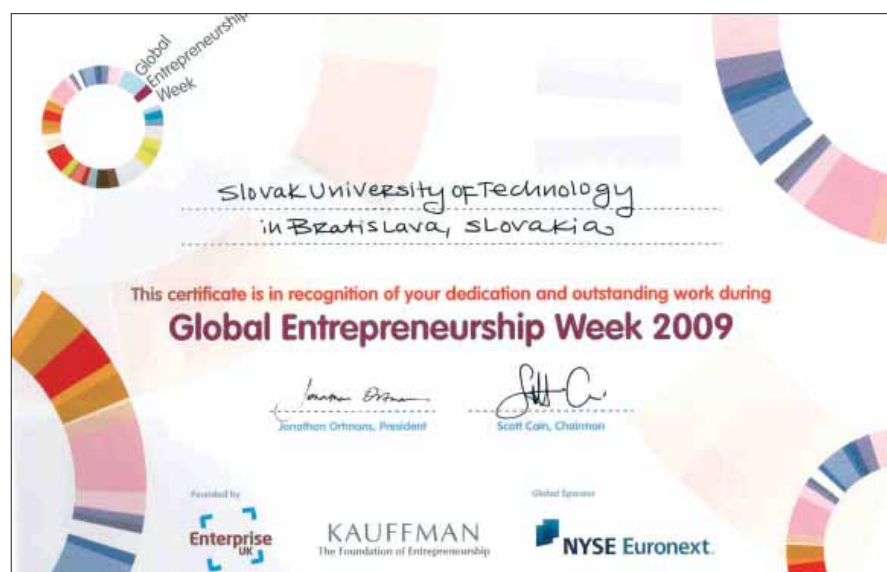 Global
Entrepreneurship
Week
Slovak University of Technology
in Bratislava, Slovakia
This certificate is in recognition of your dedication and outstanding work during
Global Entrepreneurship Week 2009
Jonathan Ortmans
Jonathan Ortmans, President
Scott Cain, Chairman
Founded by
Global Sponsor
Enterprise
UK
KAUFFMAN
The Foundation of Entrepreneurship
NYSE Euronext.